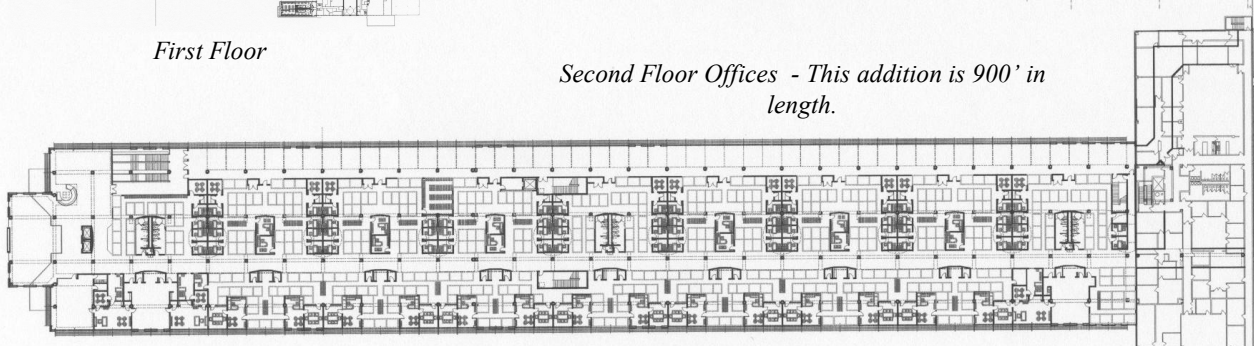 First Floor
Second Floor Offices - This addition is 900’ in
length.